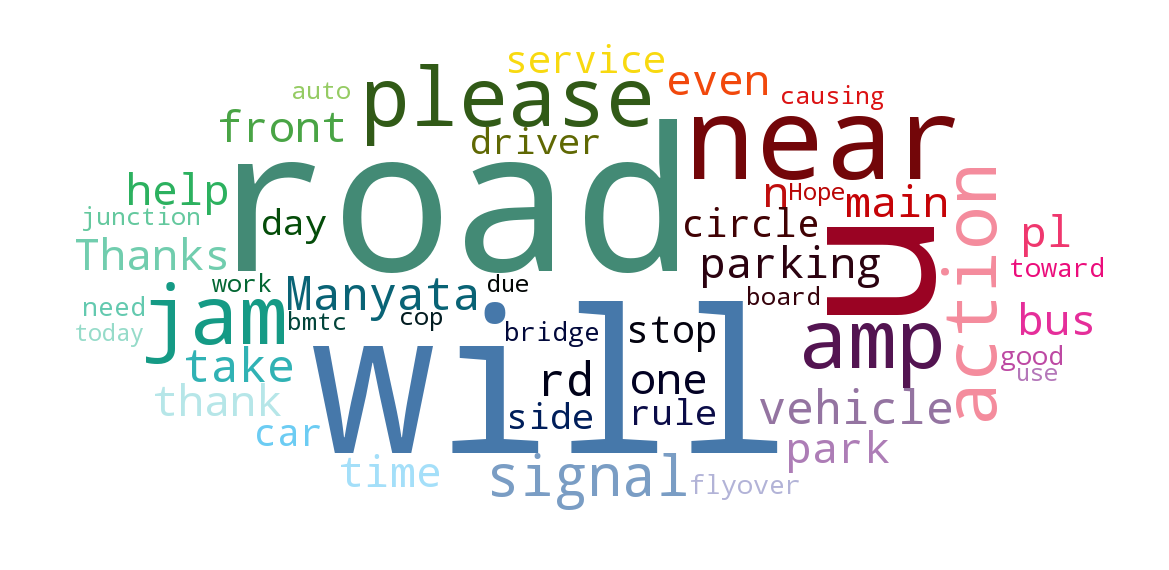 service
please
even
auto
causing
front
driver
near
road
help
n
Hope
main
junction
day
circle
u
action
pl
Thanks
parking
toward
work
Manyata
due
board
need
jam
bmtc
cop
will
bridge
stop
amp
bus
today
take
rd
one
good
use
thank
side
rule
vehicle
car
time
signal
park
flyover